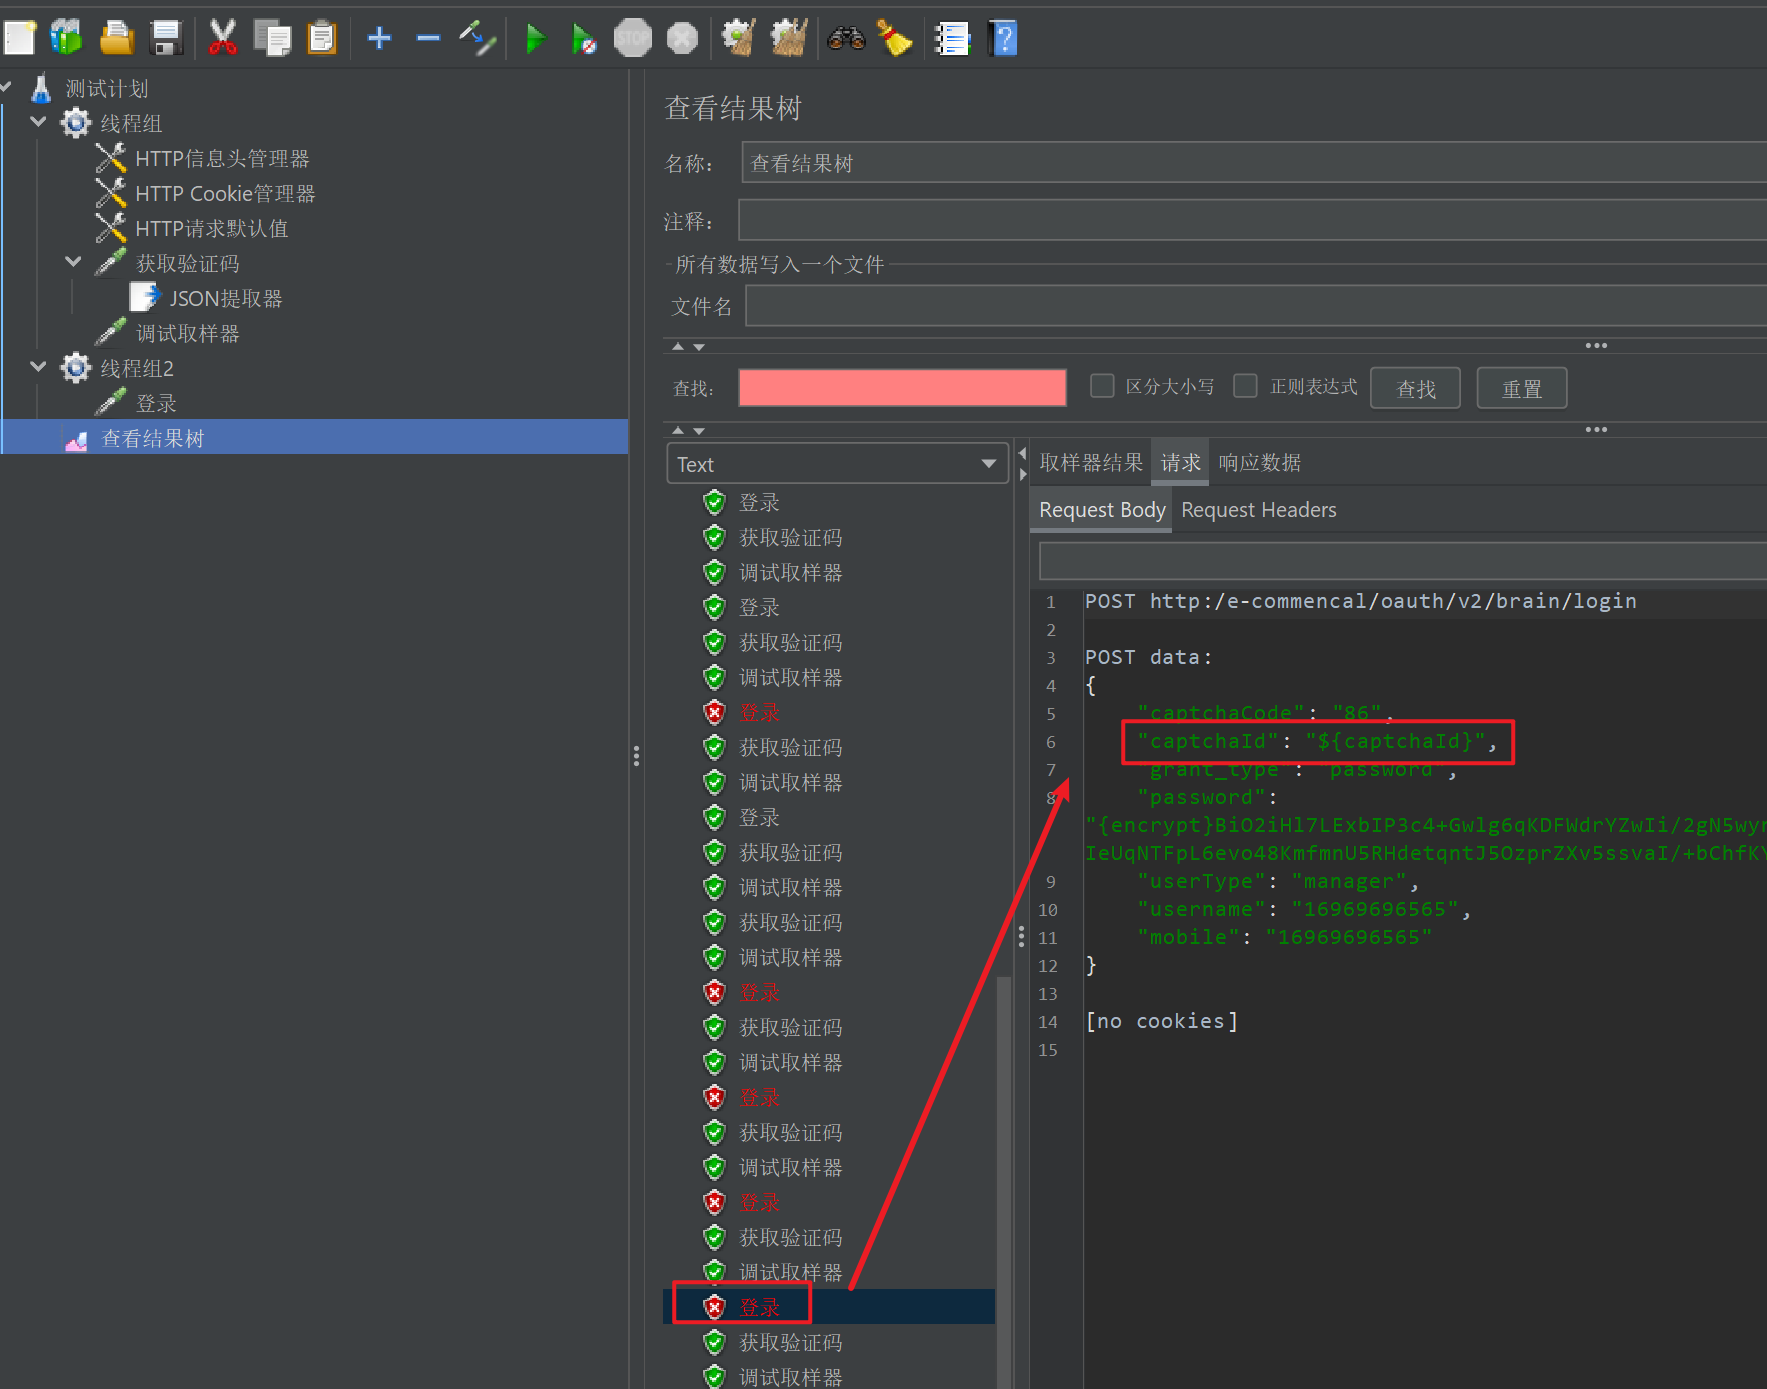 STOP
测试计划
线程组
HTTP信息头管理器
HTTP Cookie管理器
HTTP请求默认值
获取验证码
JSON提取器
调试取样器
线程组2
登录
查看结果树
查看结果树
名称：
查看结果树
注释：
所有数据写入一个文件
文件名
查找：
区分大小写
正则表达式
查找
重置
Text
登录
获取验证码
调试取样器
登录
获取验证码
调试取样器
登录
获取验证码
调试取样器
登录
获取验证码
调试取样器
获取验证码
调试取样器
登录
获取验证码
调试取样器
登录
获取验证码
调试取样器
登录
获取验证码
调试取样器
登录
获取验证码
调试取样器
取样器结果 请求 响应数据
Request Body Request Headers
1 POST http:/e-commencal/oauth/v2/brain/login
2
3 POST data:
4 {
5 "captchaCode": "86",
6 "captchaId": "${captchaId}",
7 "grant_type": "password",
8 "password":
"{encrypt}BiO2iHl7LExbIP3c4+Gwlg6qKDFWdrYZwIi/2gN5wyr
IeUqNTFpL6evo48KmfmnU5RHdetqntJ5OzprZXv5ssvaI/+bChfKY
9 "userType": "manager",
10 "username": "16969696565",
11 "mobile": "16969696565"
12 }
13
14 [no cookies]
15